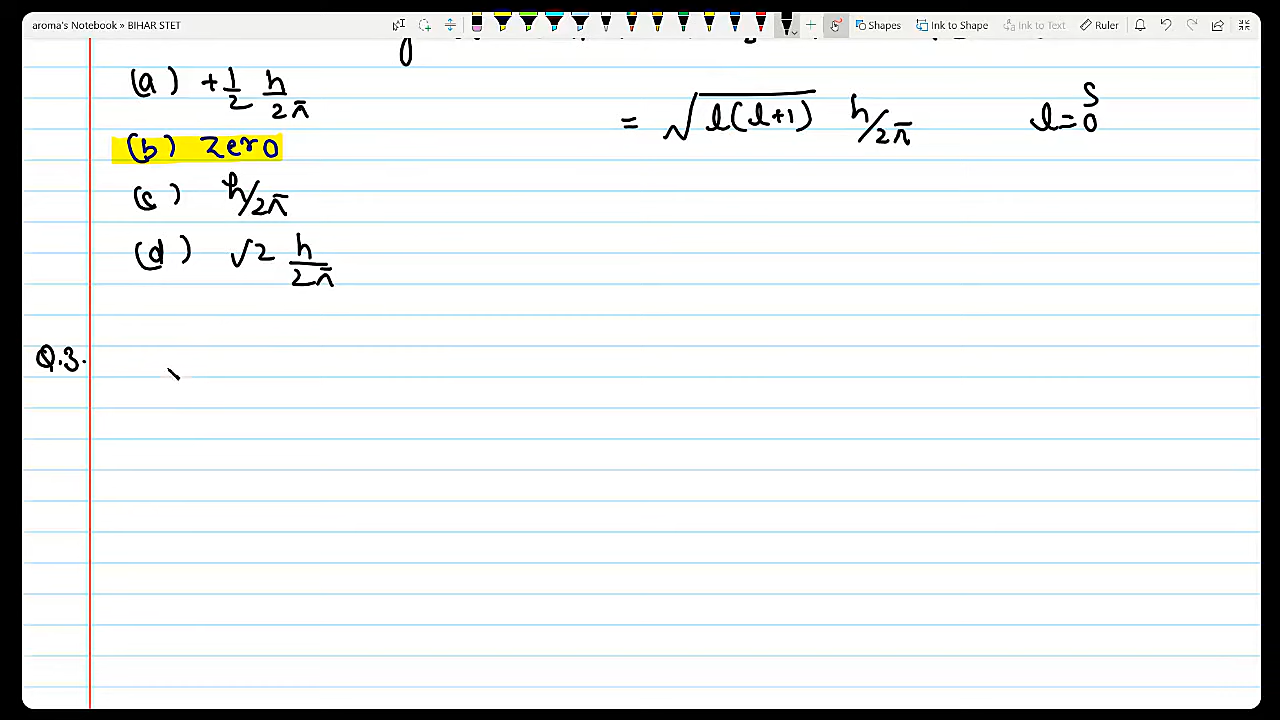 aroma's Notebook » BIHAR STET
Shapes Ink to Shape Ink to Text Ruler
(a) +1/2 h/2π
= √l(l+1) h/2π
S
l=0
(b) zero
(c) h/2π
(d) √2 h/2π
Q.3.